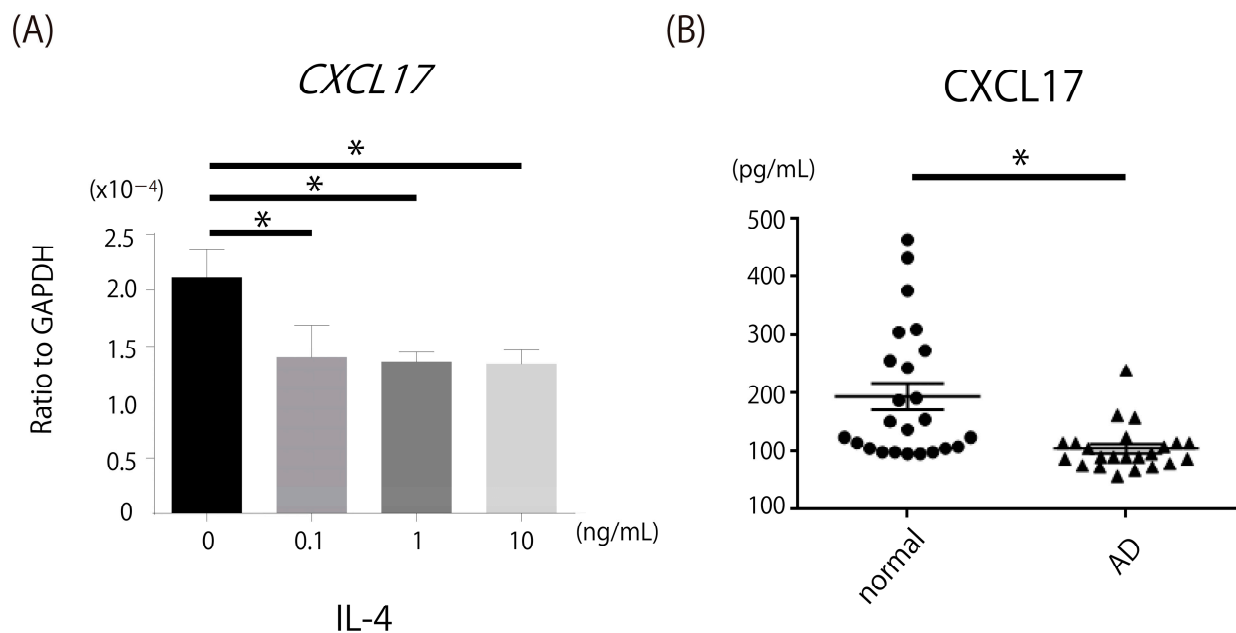 (A)
CXCL17
*
*
*
(x10⁻⁴)
Ratio to GAPDH
2.5
2.0
1.5
1.0
0.5
0
0
0.1
1
10
(ng/mL)
IL-4
(B)
CXCL17
(pg/mL)
*
500
400
300
200
100
100
normal
AD